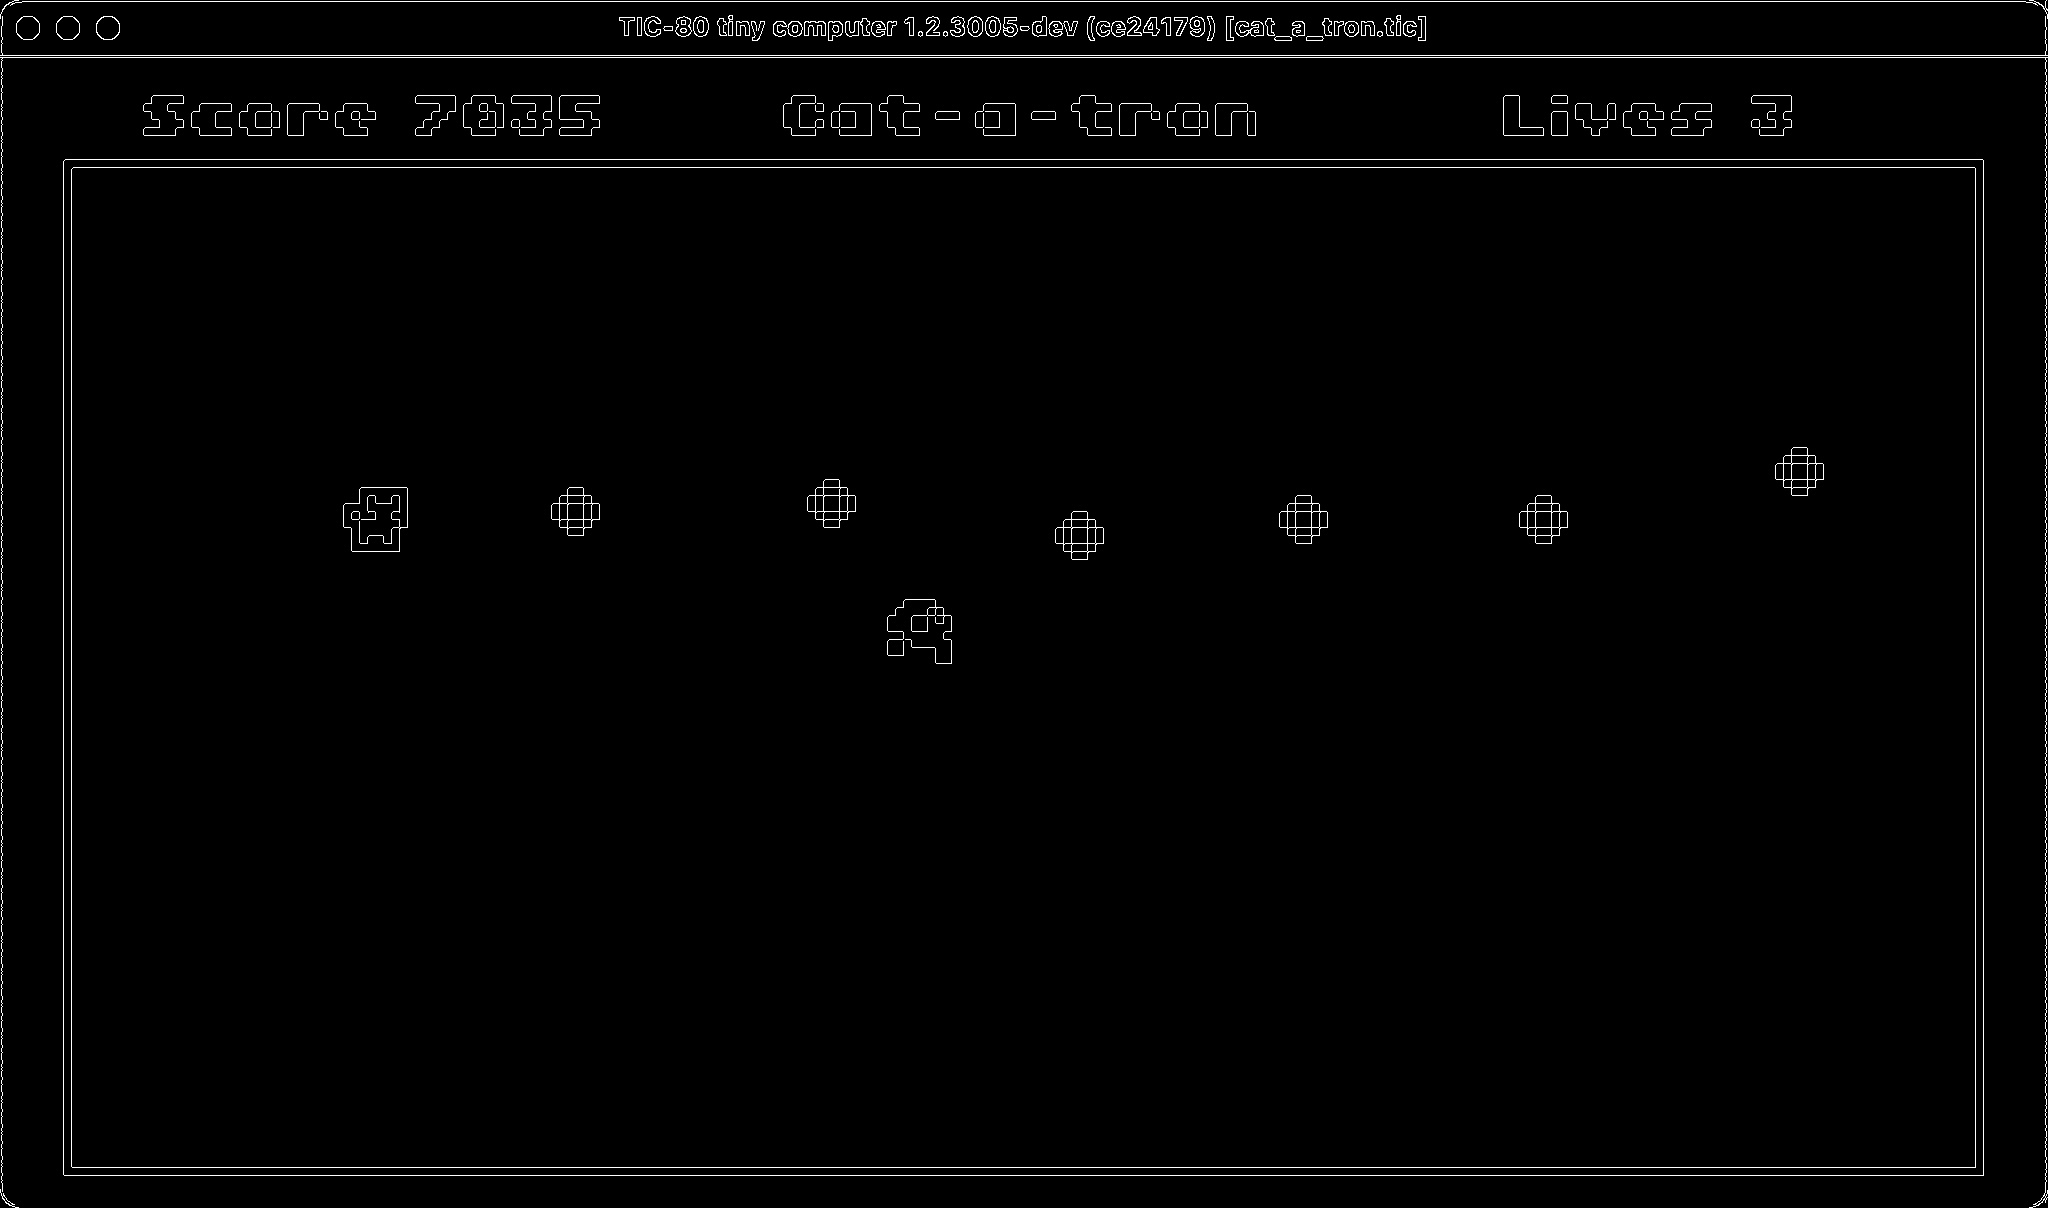 TIC-80 tiny computer 1.2.3005-dev (ce24179) [cat_a_tron.tic]
Score 7035 Cat-a-tron Lives 3